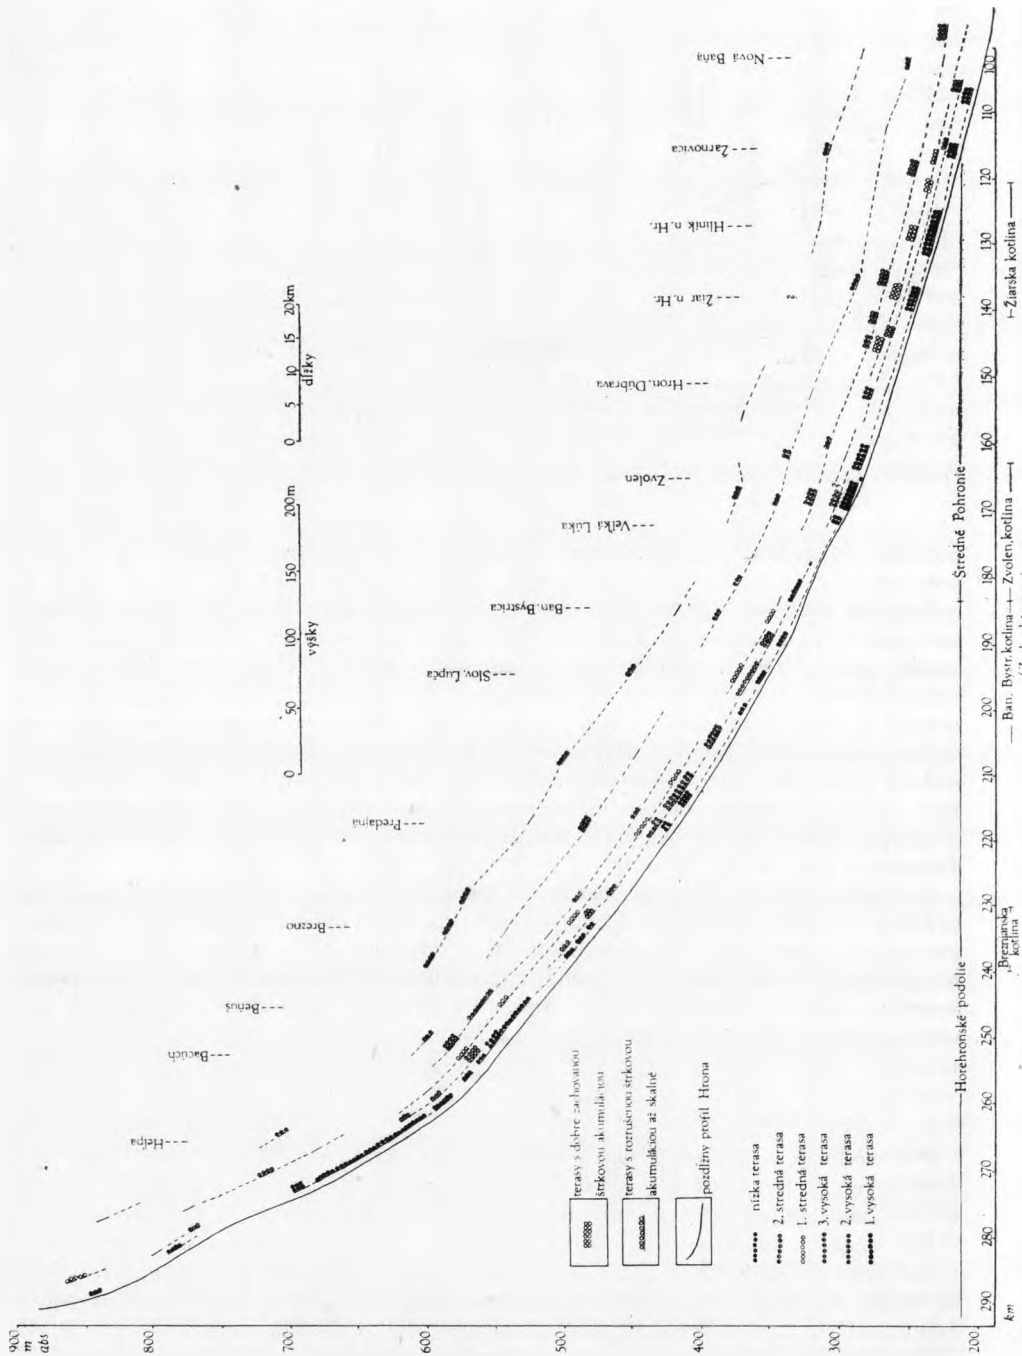 Nová Baňa
Žarnovica
Hliník n. Hr.
Žiar n. Hr.
?
Hron. Dúbrava
Zvolen
Veľká Lúka
Ban. Bystrica
Slov. Ľupča
Predajná
Brezno
Beňuš
Bacúch
Heľpa
0 5 10 15 20km
dĺžky
0 50 100 150 200m
výšky
terasy s dobre zachovanou
štrkovou akumuláciou
terasy s rozrušenou štrkovou
akumuláciou až skalné
pozdĺžny profil Hrona
nízka terasa
2. stredná terasa
1. stredná terasa
3. vysoká terasa
2. vysoká terasa
1. vysoká terasa
900
m
abs
800
700
600
500
400
300
200
km
290 280 270 260 250 240 230 220 210 200 190 180 170 160 150 140 130 120 110 100
Horehronské podolie
Stredné Pohronie
Breznianska
kotlina
Ban. Bystr. kotlina
Zvolen. kotlina
Žiarska kotlina